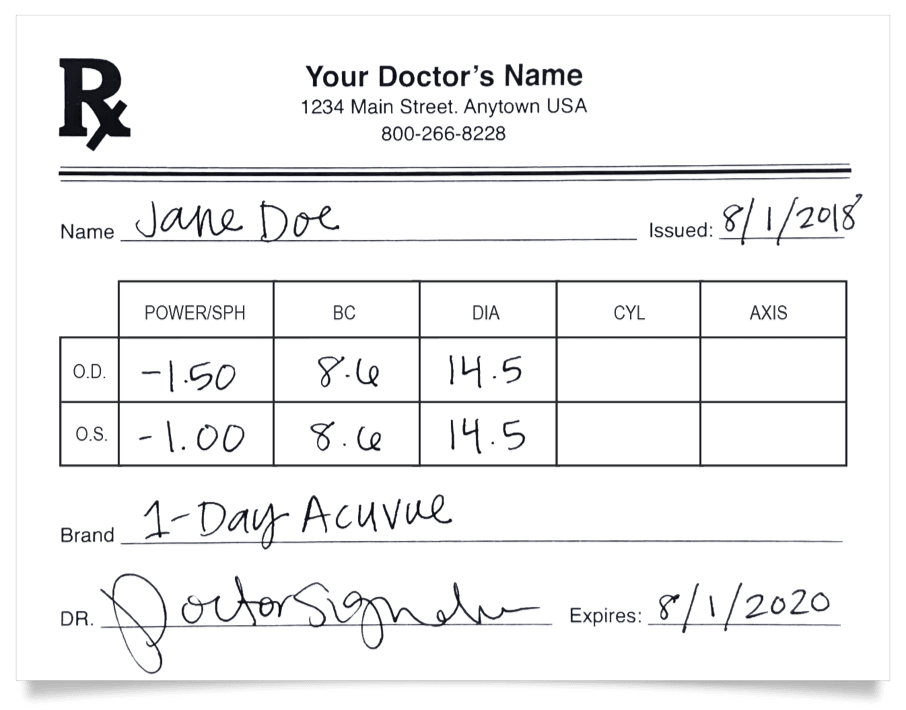 Rx
Your Doctor's Name
1234 Main Street. Anytown USA
800-266-8228
Name Jane Doe Issued: 8/1/2018
POWER/SPH BC DIA CYL AXIS
O.D. -1.50 8.6 14.5
O.S. -1.00 8.6 14.5
Brand 1-Day Acuvue
DR. Expires: 8/1/2020